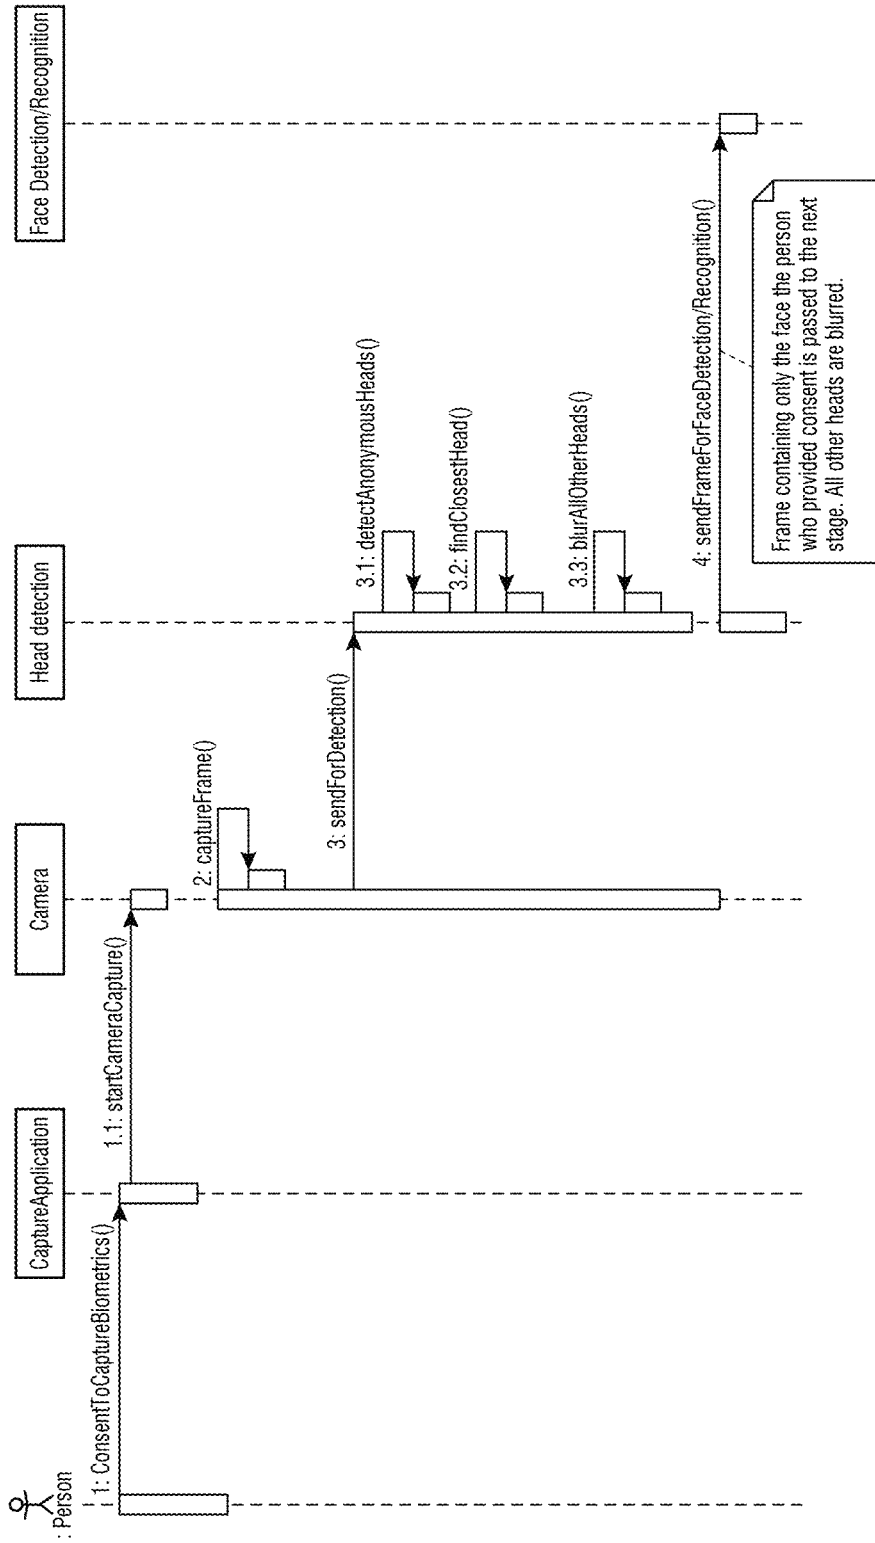 : Person
CaptureApplication
Camera
Head detection
Face Detection/Recognition
1: ConsentToCaptureBiometrics()
1.1: startCameraCapture()
2: captureFrame()
3: sendForDetection()
3.1: detectAnonymousHeads()
3.2: findClosestHead()
3.3: blurAllOtherHeads()
4: sendFrameForFaceDetection/Recognition()
Frame containing only the face the person
who provided consent is passed to the next
stage. All other heads are blurred.